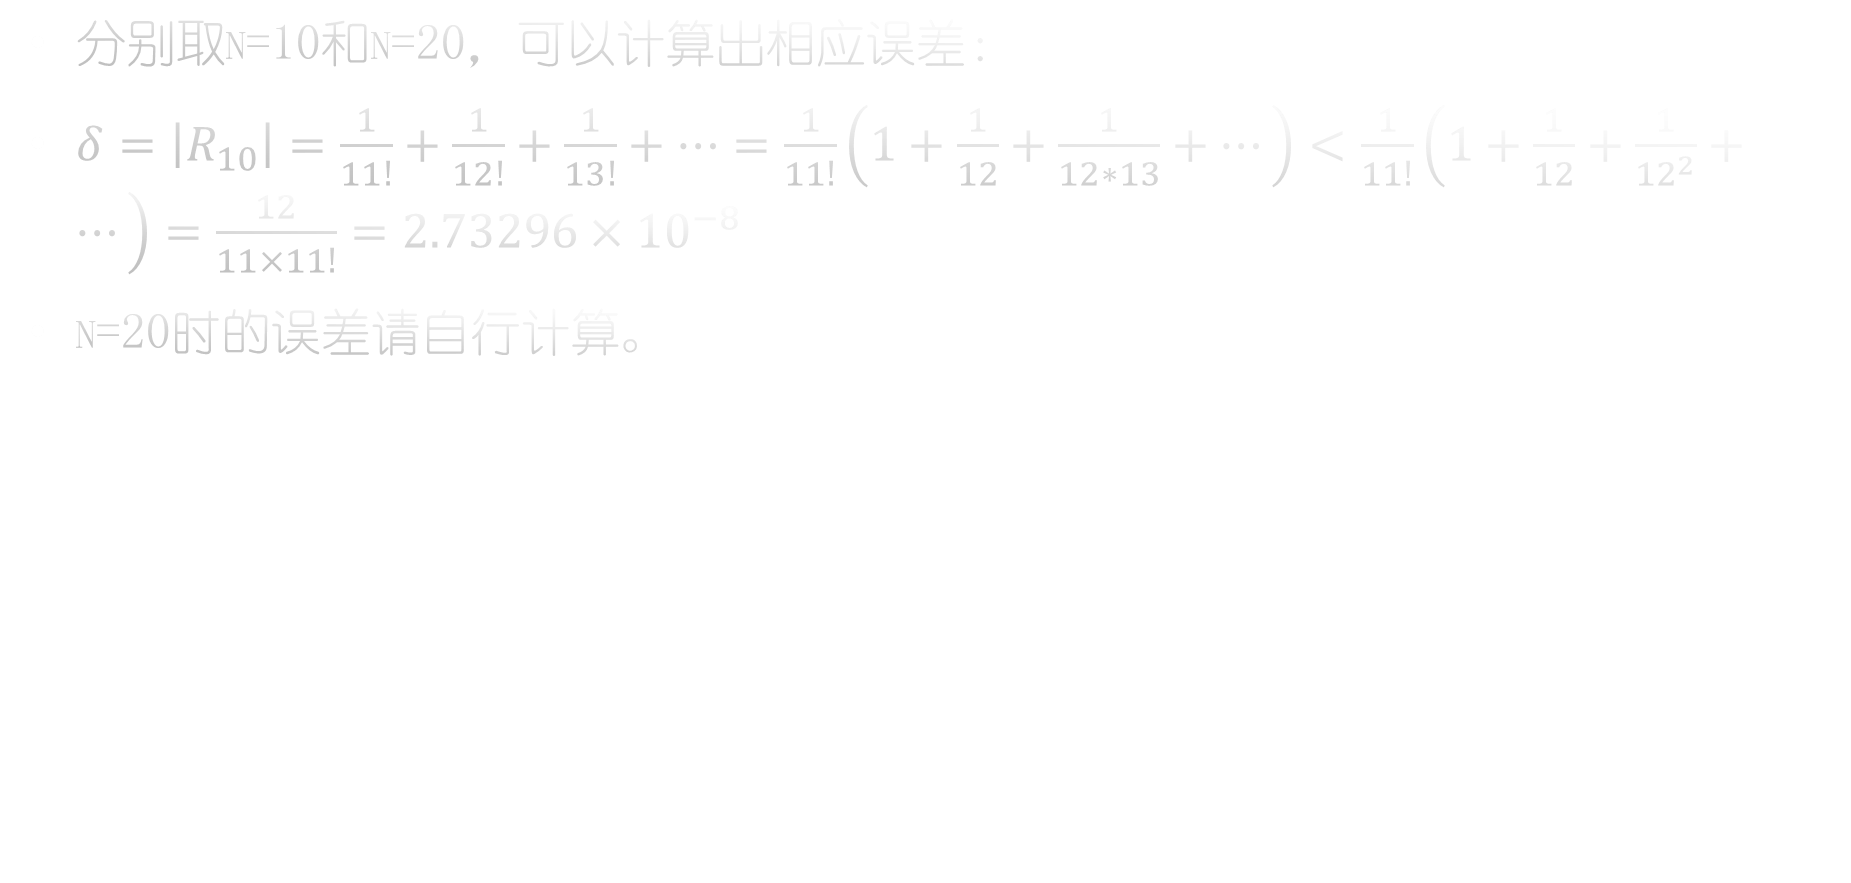 分别取N=10和N=20，可以计算出相应误差：
δ = |R₁₀| = 1/11! + 1/12! + 1/13! + ⋯ = 1/11! (1 + 1/12 + 1/(12*13) + ⋯) < 1/11! (1 + 1/12 + 1/12² +
⋯) = 12/(11×11!) = 2.73296 × 10⁻⁸
N=20时的误差请自行计算。